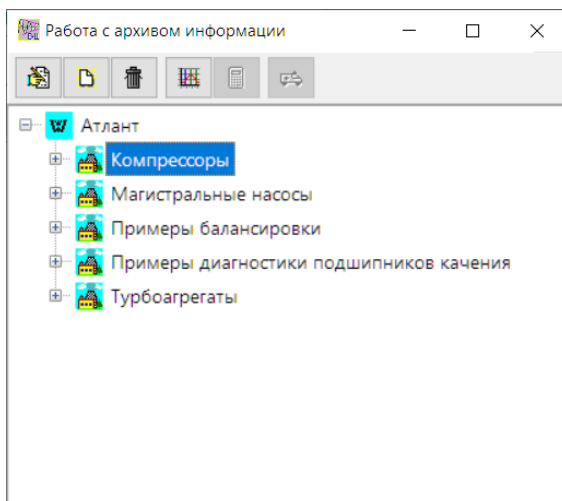 Работа с архивом информации
Атлант
Компрессоры
Магистральные насосы
Примеры балансировки
Примеры диагностики подшипников качения
Турбоагрегаты